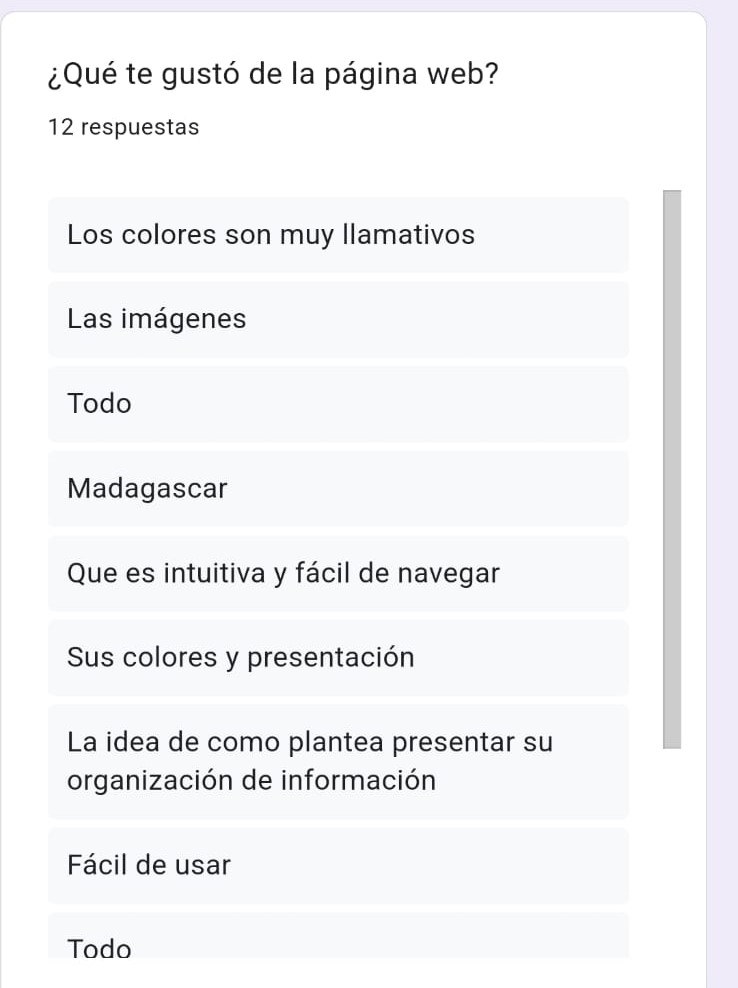 ¿Qué te gustó de la página web?
12 respuestas
Los colores son muy llamativos
Las imágenes
Todo
Madagascar
Que es intuitiva y fácil de navegar
Sus colores y presentación
La idea de como plantea presentar su
organización de información
Fácil de usar
Todo